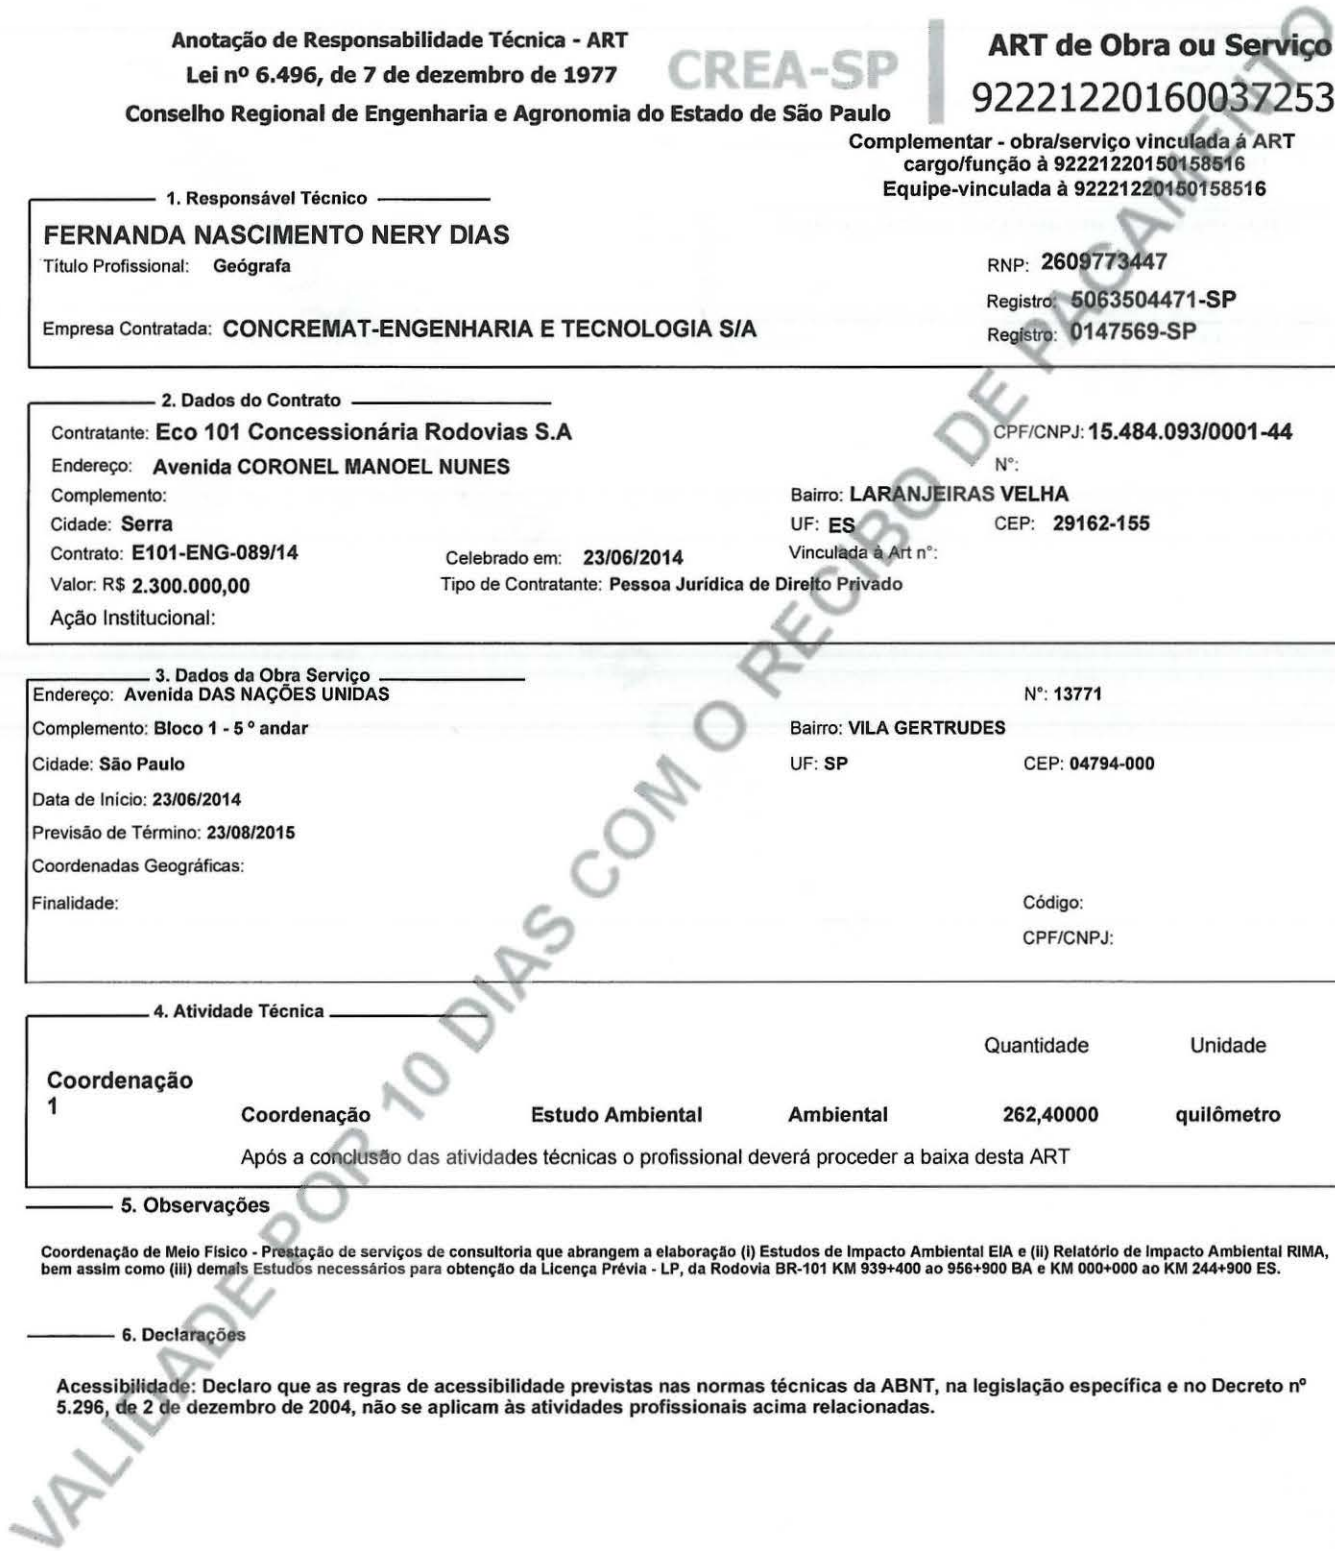 Anotação de Responsabilidade Técnica - ART
Lei nº 6.496, de 7 de dezembro de 1977
Conselho Regional de Engenharia e Agronomia do Estado de São Paulo
CREA-SP
ART de Obra ou Serviço
92221220160037253
Complementar - obra/serviço vinculada á ART
cargo/função à 92221220150158516
Equipe-vinculada à 92221220150158516
1. Responsável Técnico
FERNANDA NASCIMENTO NERY DIAS
Título Profissional: Geógrafa
RNP: 2609773447
Registro: 5063504471-SP
Empresa Contratada: CONCREMAT-ENGENHARIA E TECNOLOGIA S/A
Registro: 0147569-SP
2. Dados do Contrato
Contratante: Eco 101 Concessionária Rodovias S.A CPF/CNPJ: 15.484.093/0001-44
Endereço: Avenida CORONEL MANOEL NUNES N°:
Complemento: Bairro: LARANJEIRAS VELHA
Cidade: Serra UF: ES CEP: 29162-155
Contrato: E101-ENG-089/14 Celebrado em: 23/06/2014 Vinculada à Art n°:
Valor: R$ 2.300.000,00 Tipo de Contratante: Pessoa Jurídica de Direito Privado
Ação Institucional:
3. Dados da Obra Serviço
Endereço: Avenida DAS NAÇÕES UNIDAS N°: 13771
Complemento: Bloco 1 - 5 º andar Bairro: VILA GERTRUDES
Cidade: São Paulo UF: SP CEP: 04794-000
Data de Início: 23/06/2014
Previsão de Término: 23/08/2015
Coordenadas Geográficas:
Finalidade: Código:
CPF/CNPJ:
4. Atividade Técnica
Quantidade Unidade
Coordenação
1
Coordenação Estudo Ambiental Ambiental 262,40000 quilômetro
Após a conclusão das atividades técnicas o profissional deverá proceder a baixa desta ART
5. Observações
Coordenação de Meio Físico - Prestação de serviços de consultoria que abrangem a elaboração (i) Estudos de Impacto Ambiental EIA e (ii) Relatório de Impacto Ambiental RIMA,
bem assim como (iii) demais Estudos necessários para obtenção da Licença Prévia - LP, da Rodovia BR-101 KM 939+400 ao 956+900 BA e KM 000+000 ao KM 244+900 ES.
6. Declarações
Acessibilidade: Declaro que as regras de acessibilidade previstas nas normas técnicas da ABNT, na legislação específica e no Decreto nº
5.296, de 2 de dezembro de 2004, não se aplicam às atividades profissionais acima relacionadas.
VALIDADE POR 10 DIAS COM O RECIBO DE PAGAMENTO